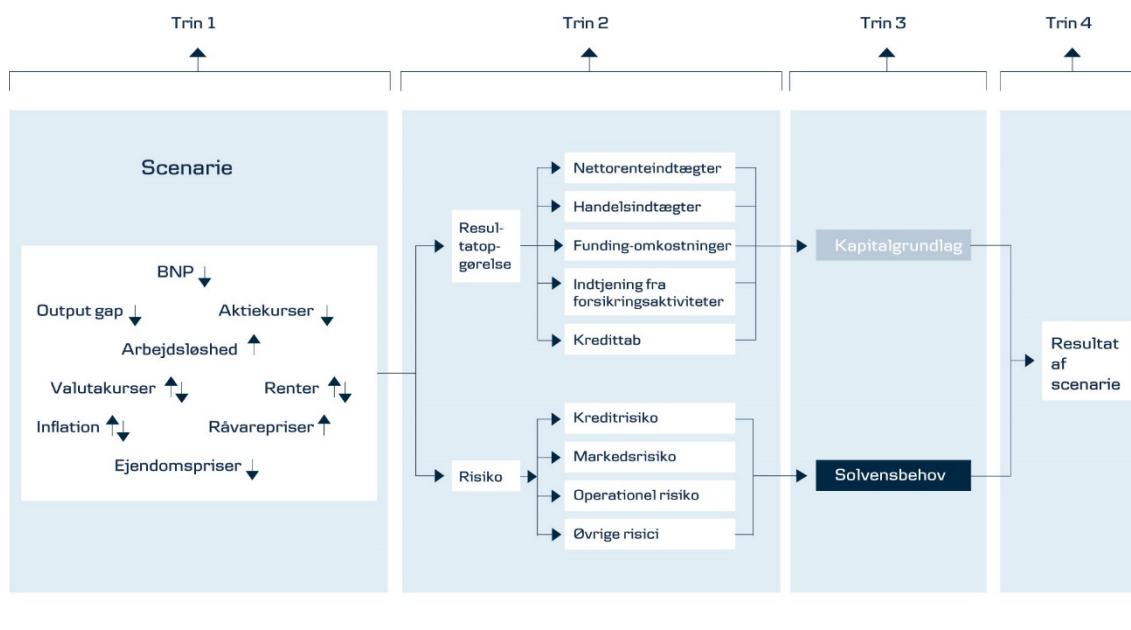 Trin 1
Trin 2
Trin 3
Trin 4
Scenarie
BNP
Output gap
Aktiekurser
Arbejdsløshed
Valutakurser
Renter
Inflation
Råvarepriser
Ejendomspriser
Resul-
tatop-
gørelse
Nettorenteindtægter
Handelsindtægter
Funding-omkostninger
Indtjening fra
forsikringsaktiviteter
Kredittab
Risiko
Kreditrisiko
Markedsrisiko
Operationel risiko
Øvrige risici
Kapitalgrundlag
Solvensbehov
Resultat
af
scenarie